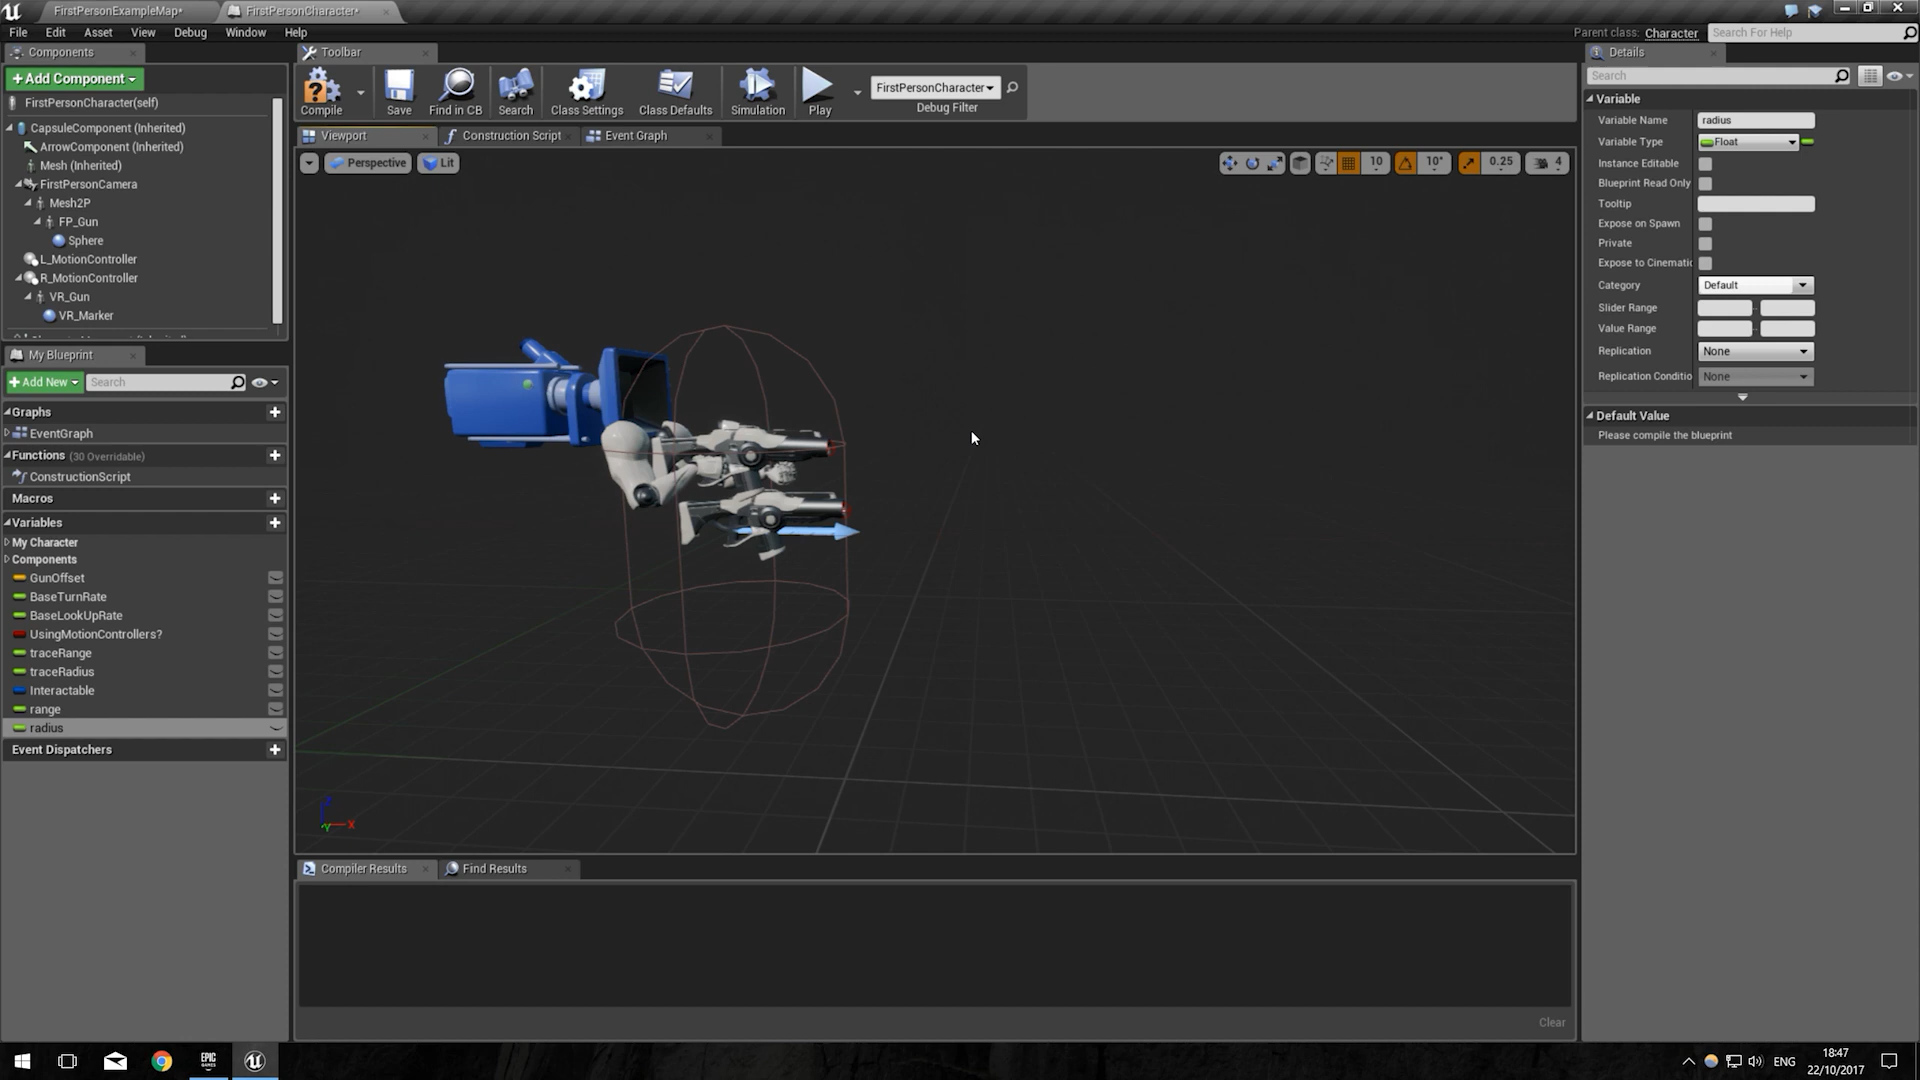 FirstPersonExampleMap*
FirstPersonCharacter*
File Edit Asset View Debug Window Help
Parent class: Character
Search For Help
Components
Toolbar
Details
+Add Component
FirstPersonCharacter(self)
CapsuleComponent (Inherited)
ArrowComponent (Inherited)
Mesh (Inherited)
FirstPersonCamera
Mesh2P
FP_Gun
Sphere
L_MotionController
R_MotionController
VR_Gun
VR_Marker
Compile
Save
Find in CB
Search
Class Settings
Class Defaults
Simulation
Play
FirstPersonCharacter
Debug Filter
Viewport
Construction Script
Event Graph
Perspective
Lit
10
10°
0.25
4
My Blueprint
+Add New
Search
Graphs
EventGraph
Functions (30 Overridable)
ConstructionScript
Macros
Variables
My Character
Components
GunOffset
BaseTurnRate
BaseLookUpRate
UsingMotionControllers?
traceRange
traceRadius
Interactable
range
radius
Event Dispatchers
X
Compiler Results
Find Results
Clear
Search
Variable
Variable Name radius
Variable Type Float
Instance Editable
Blueprint Read Only
Tooltip
Expose on Spawn
Private
Expose to Cinematic
Category Default
Slider Range
Value Range
Replication None
Replication Conditio None
Default Value
Please compile the blueprint
EPIC
GAMES
ENG
18:47
22/10/2017